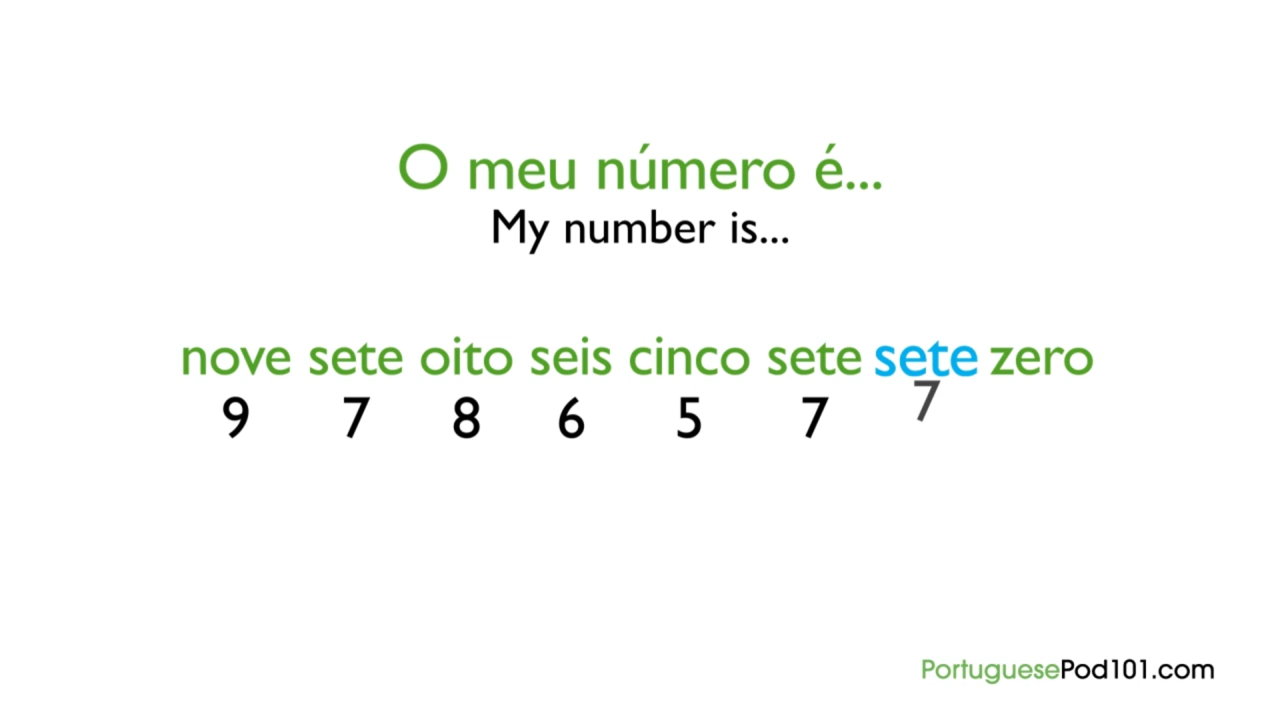 O meu número é...
My number is...
nove sete oito seis cinco sete sete zero
9 7 8 6 5 7 7
PortuguesePod101.com